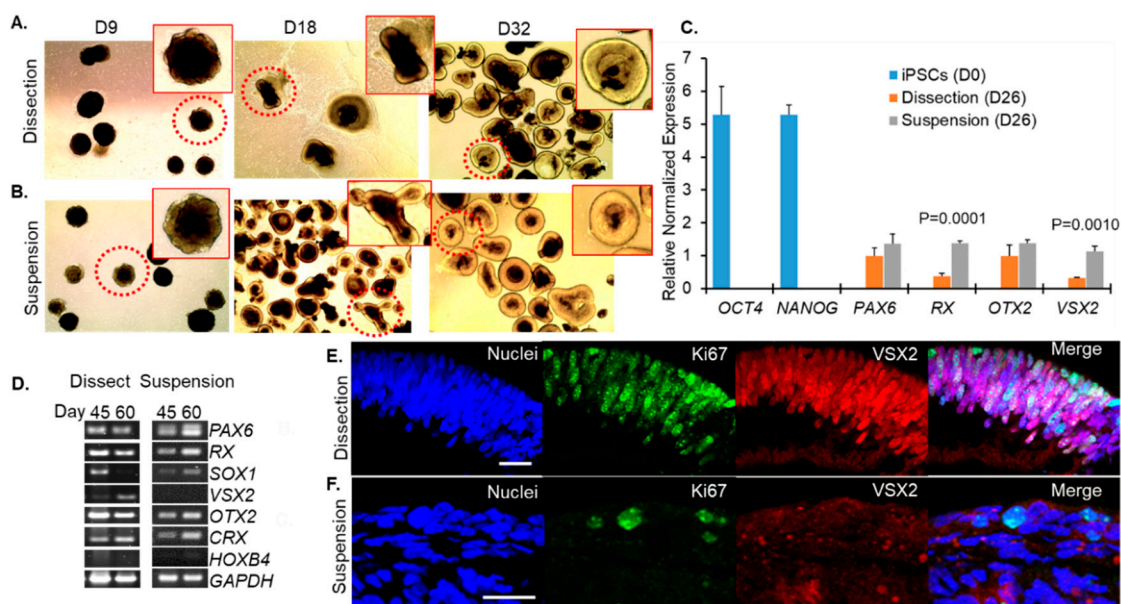 A.
D9
D18
D32
Dissection
B.
Suspension
C.
Relative Normalized Expression
7
6
5
4
3
2
1
0
iPSCs (D0)
Dissection (D26)
Suspension (D26)
P=0.0001
P=0.0010
OCT4 NANOG PAX6 RX OTX2 VSX2
D.
Dissect Suspension
Day 45 60 45 60
PAX6
RX
SOX1
VSX2
OTX2
CRX
HOXB4
GAPDH
E.
Dissection
Nuclei
Ki67
VSX2
Merge
F.
Suspension
Nuclei
Ki67
VSX2
Merge